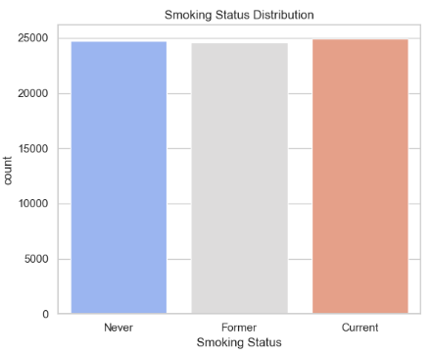 Smoking Status Distribution
25000
20000
15000
10000
5000
0
count
Never Former Current
Smoking Status